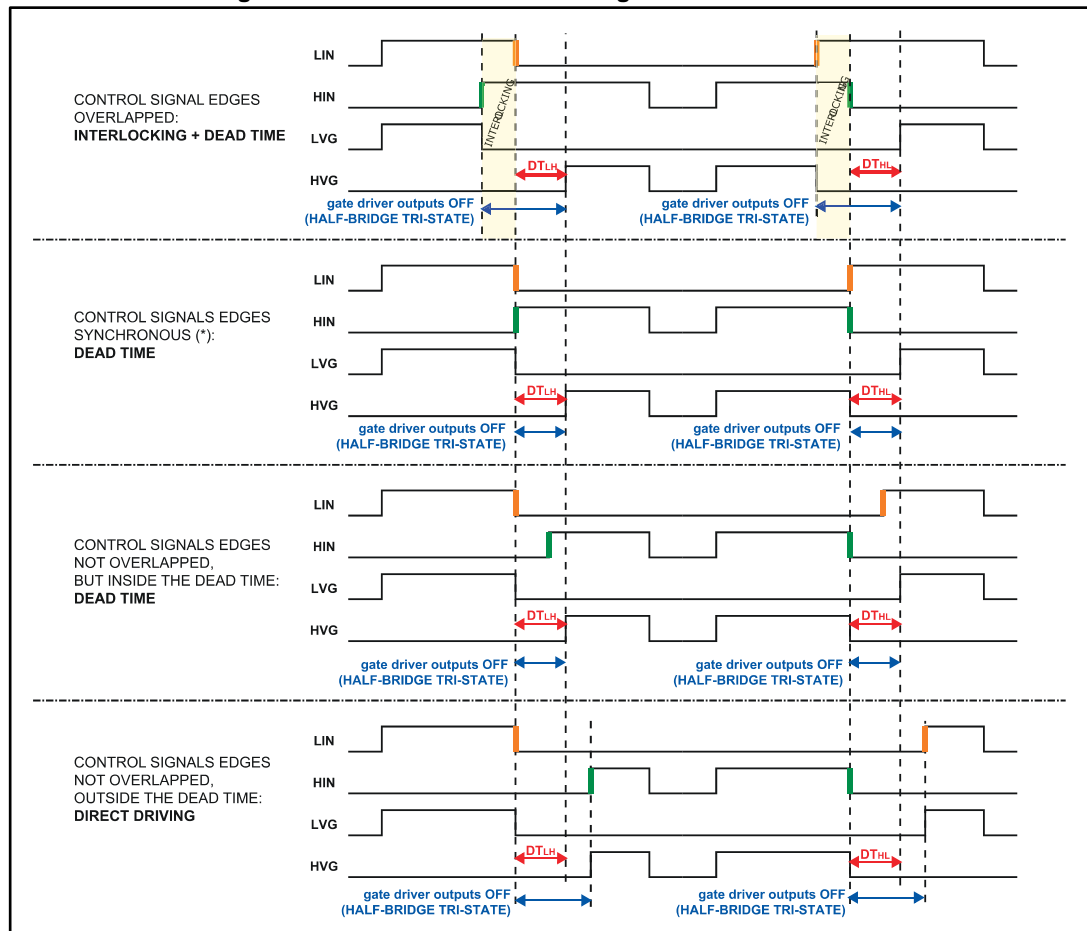 LIN
HIN
LVG
HVG
CONTROL SIGNAL EDGES
OVERLAPPED:
INTERLOCKING + DEAD TIME
INTERLOCKING
INTERLOCKING
DTLH
DTHL
gate driver outputs OFF
(HALF-BRIDGE TRI-STATE)
gate driver outputs OFF
(HALF-BRIDGE TRI-STATE)
LIN
HIN
LVG
HVG
CONTROL SIGNALS EDGES
SYNCHRONOUS (*):
DEAD TIME
DTLH
DTHL
gate driver outputs OFF
(HALF-BRIDGE TRI-STATE)
gate driver outputs OFF
(HALF-BRIDGE TRI-STATE)
LIN
HIN
LVG
HVG
CONTROL SIGNALS EDGES
NOT OVERLAPPED,
BUT INSIDE THE DEAD TIME:
DEAD TIME
DTLH
DTHL
gate driver outputs OFF
(HALF-BRIDGE TRI-STATE)
gate driver outputs OFF
(HALF-BRIDGE TRI-STATE)
LIN
HIN
LVG
HVG
CONTROL SIGNALS EDGES
NOT OVERLAPPED,
OUTSIDE THE DEAD TIME:
DIRECT DRIVING
DTLH
DTHL
gate driver outputs OFF
(HALF-BRIDGE TRI-STATE)
gate driver outputs OFF
(HALF-BRIDGE TRI-STATE)